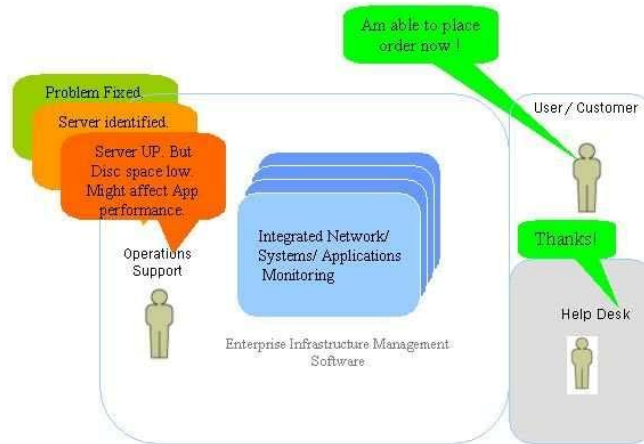 Am able to place
order now !
Problem Fixed.
Server identified.
Server UP. But
Disc space low.
Might affect App
performance.
User / Customer
Integrated Network/
Systems/ Applications
Monitoring
Thanks!
Operations
Support
Help Desk
Enterprise Infrastructure Management
Software